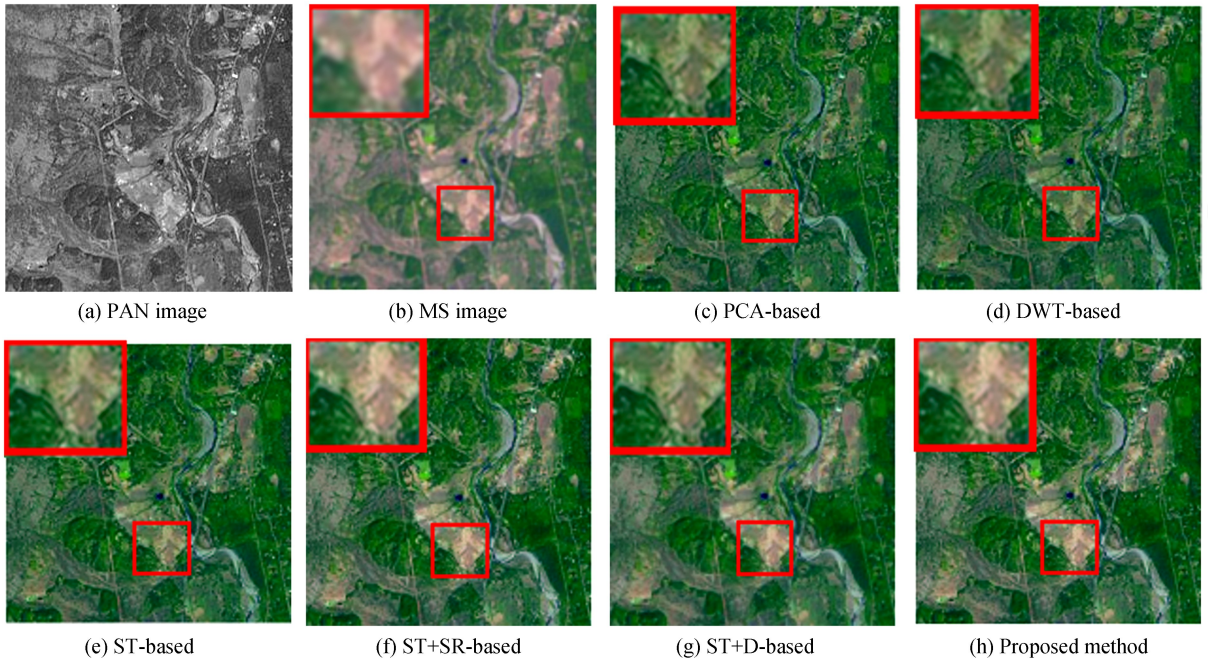 (a) PAN image
(b) MS image
(c) PCA-based
(d) DWT-based
(e) ST-based
(f) ST+SR-based
(g) ST+D-based
(h) Proposed method